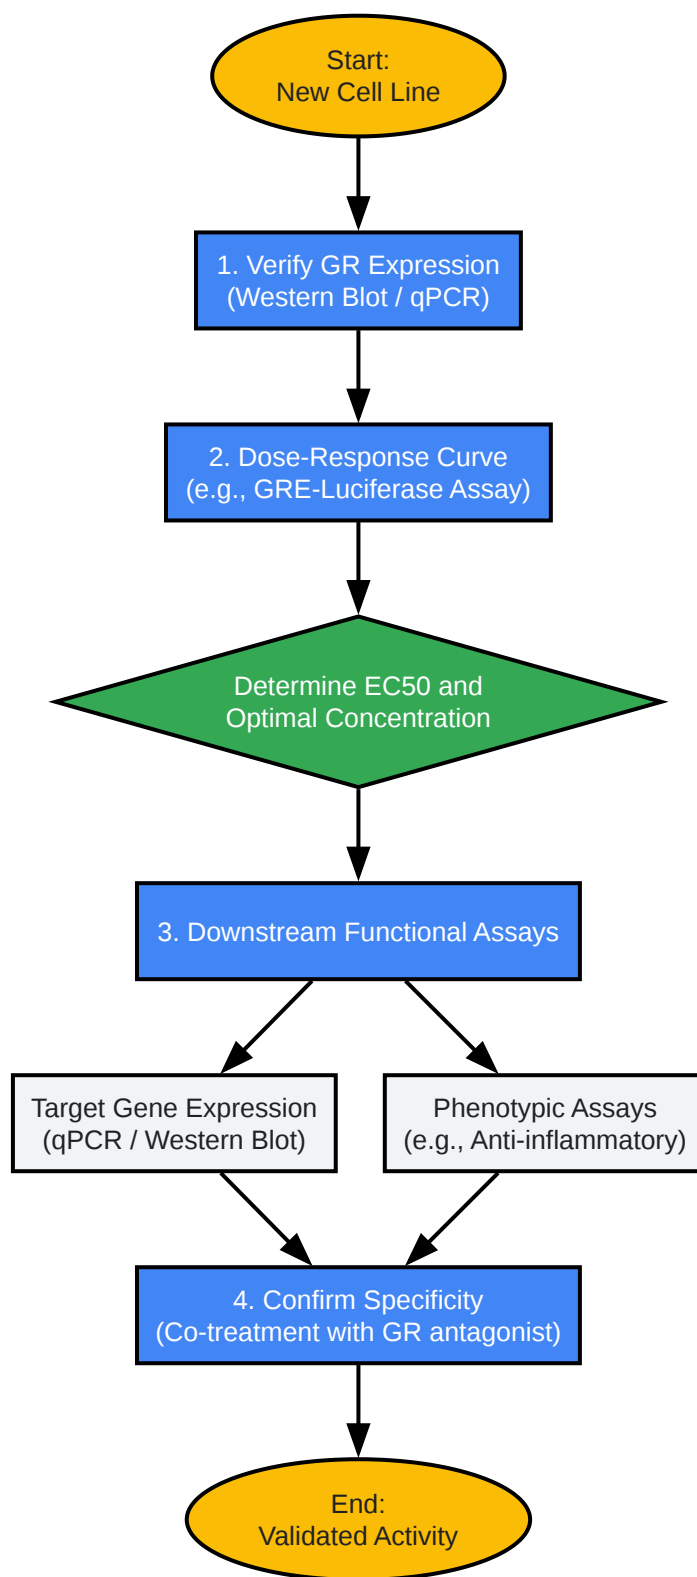 Start:
New Cell Line
1. Verify GR Expression
(Western Blot / qPCR)
2. Dose-Response Curve
(e.g., GRE-Luciferase Assay)
Determine EC50 and
Optimal Concentration
3. Downstream Functional Assays
Target Gene Expression
(qPCR / Western Blot)
Phenotypic Assays
(e.g., Anti-inflammatory)
4. Confirm Specificity
(Co-treatment with GR antagonist)
End:
Validated Activity